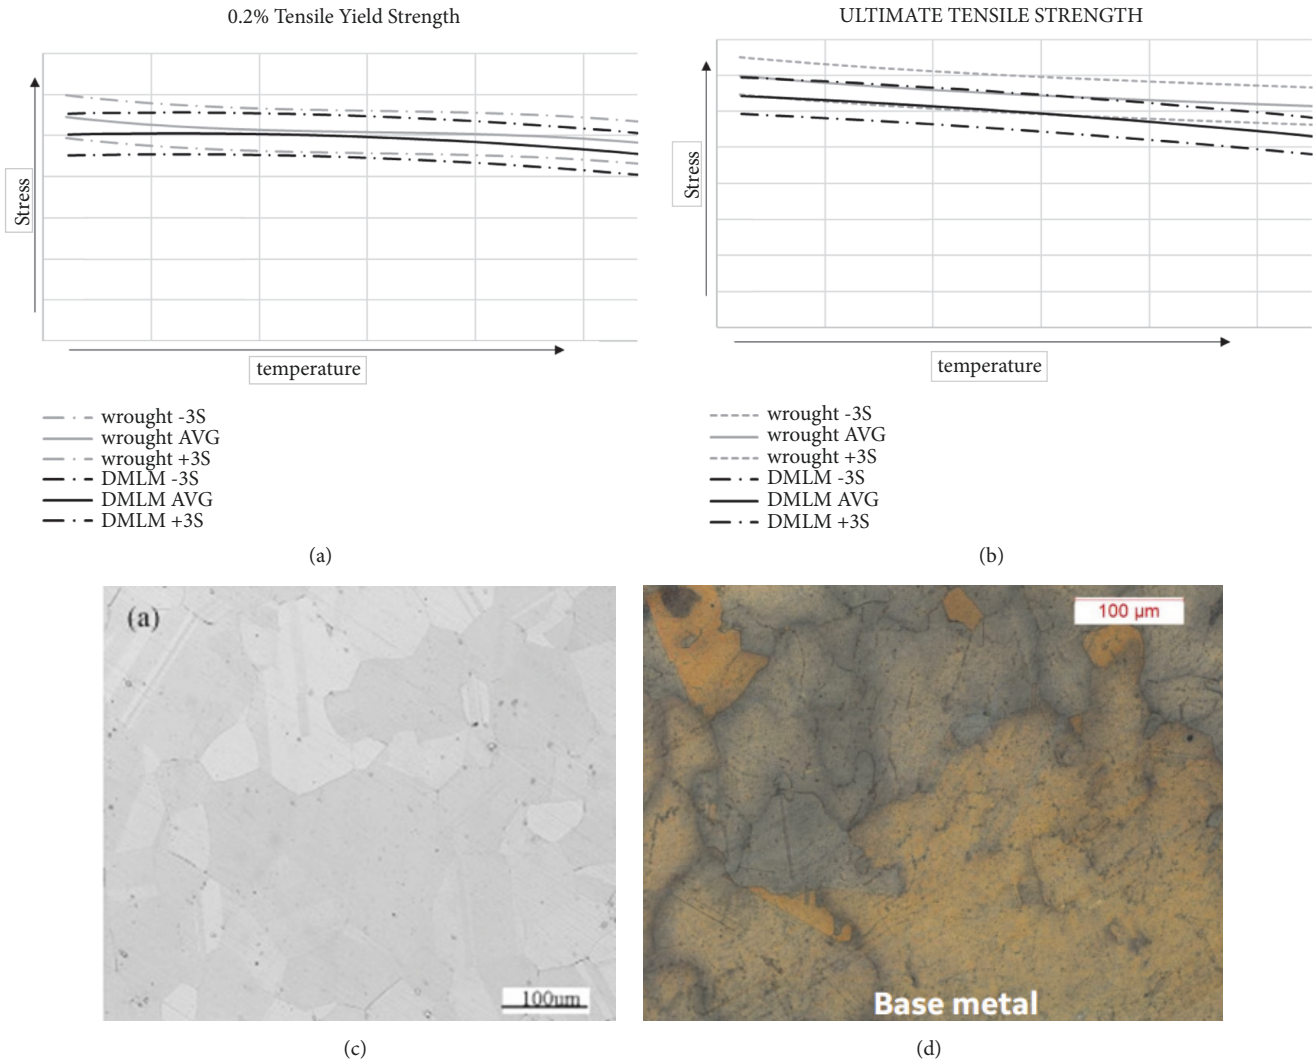 0.2% Tensile Yield Strength
Stress
temperature
wrought -3S
wrought AVG
wrought +3S
DMLM -3S
DMLM AVG
DMLM +3S
(a)
ULTIMATE TENSILE STRENGTH
Stress
temperature
wrought -3S
wrought AVG
wrought +3S
DMLM -3S
DMLM AVG
DMLM +3S
(b)
(a)
100um
(c)
100 µm
Base metal
(d)